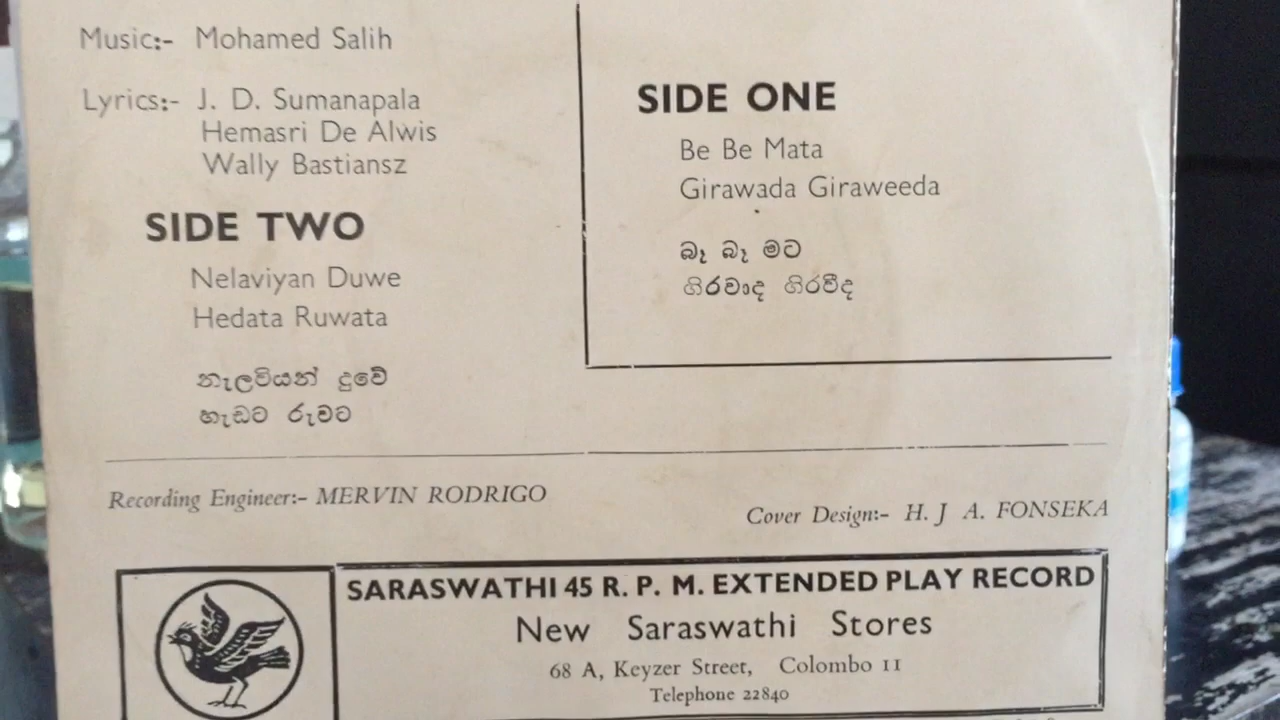 Music:- Mohamed Salih
Lyrics:- J. D. Sumanapala
Hemasri De Alwis
Wally Bastiansz
SIDE TWO
Nelaviyan Duwe
Hedata Ruwata
නැලවියන් දුවේ
හැඩට රුවට
SIDE ONE
Be Be Mata
Girawada Giraweeda
බෑ බෑ මට
ගිරවාද ගිරවීද
Recording Engineer:- MERVIN RODRIGO
Cover Design:- H. J A. FONSEKA
SARASWATHI 45 R. P. M. EXTENDED PLAY RECORD
New Saraswathi Stores
68 A, Keyzer Street, Colombo 11
Telephone 22840